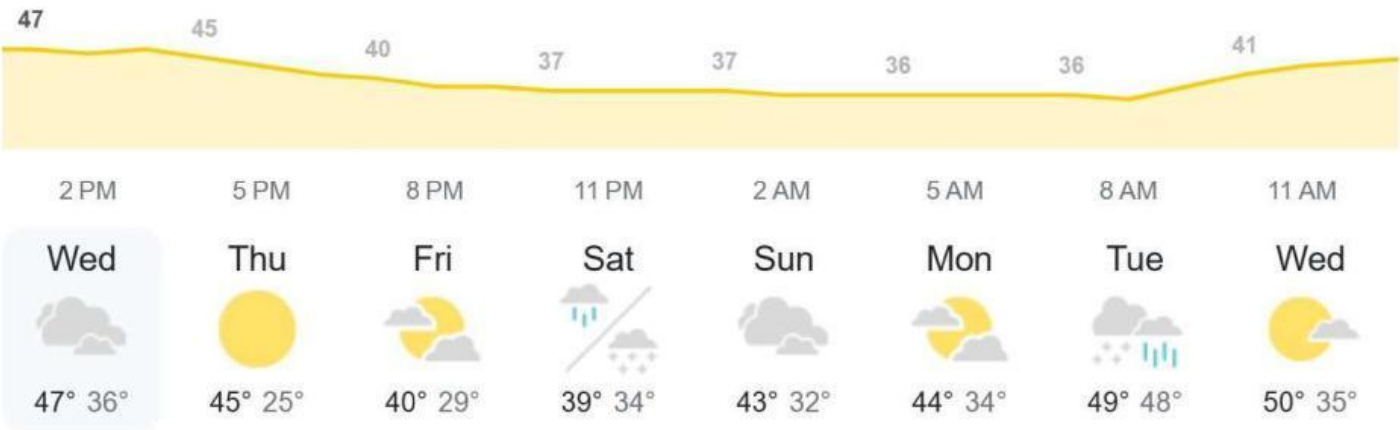 47 45 40 37 37 36 36 41
2 PM 5 PM 8 PM 11 PM 2 AM 5 AM 8 AM 11 AM
Wed Thu Fri Sat Sun Mon Tue Wed
47° 36° 45° 25° 40° 29° 39° 34° 43° 32° 44° 34° 49° 48° 50° 35°